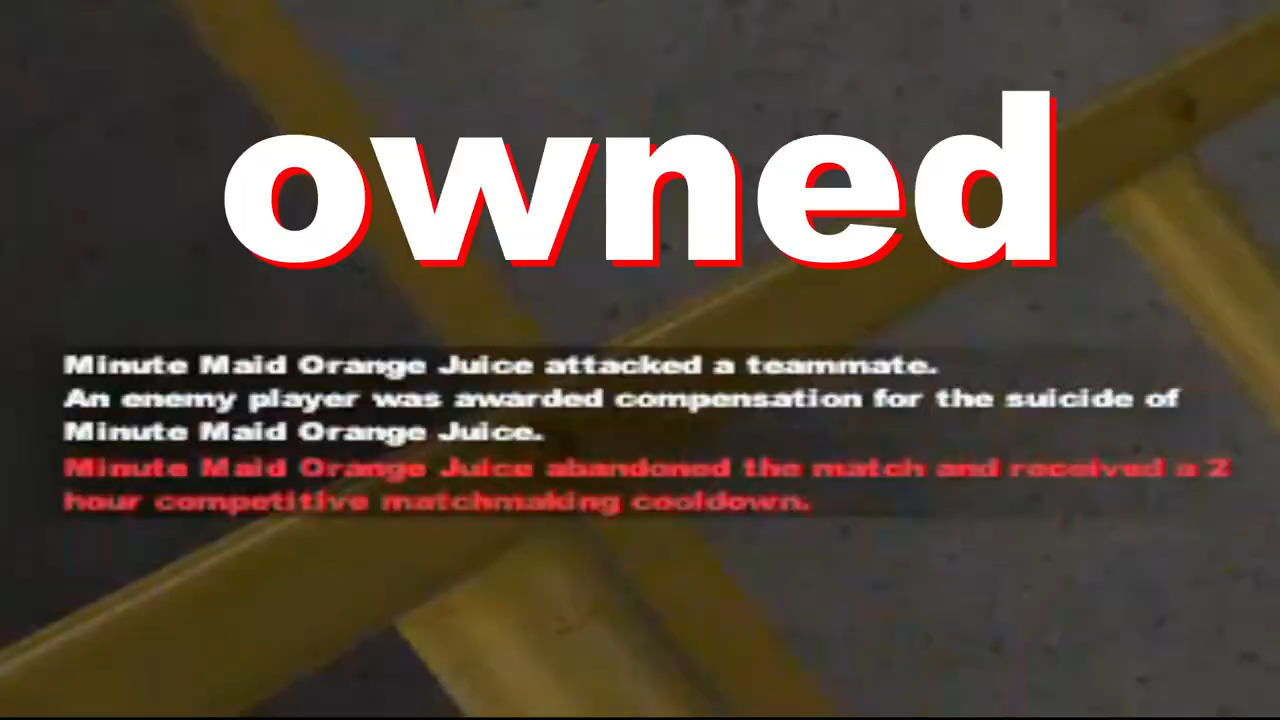 owned
Minute Maid Orange Juice attacked a teammate.
An enemy player was awarded compensation for the suicide of
Minute Maid Orange Juice.
Minute Maid Orange Juice abandoned the match and received a 2
hour competitive matchmaking cooldown.